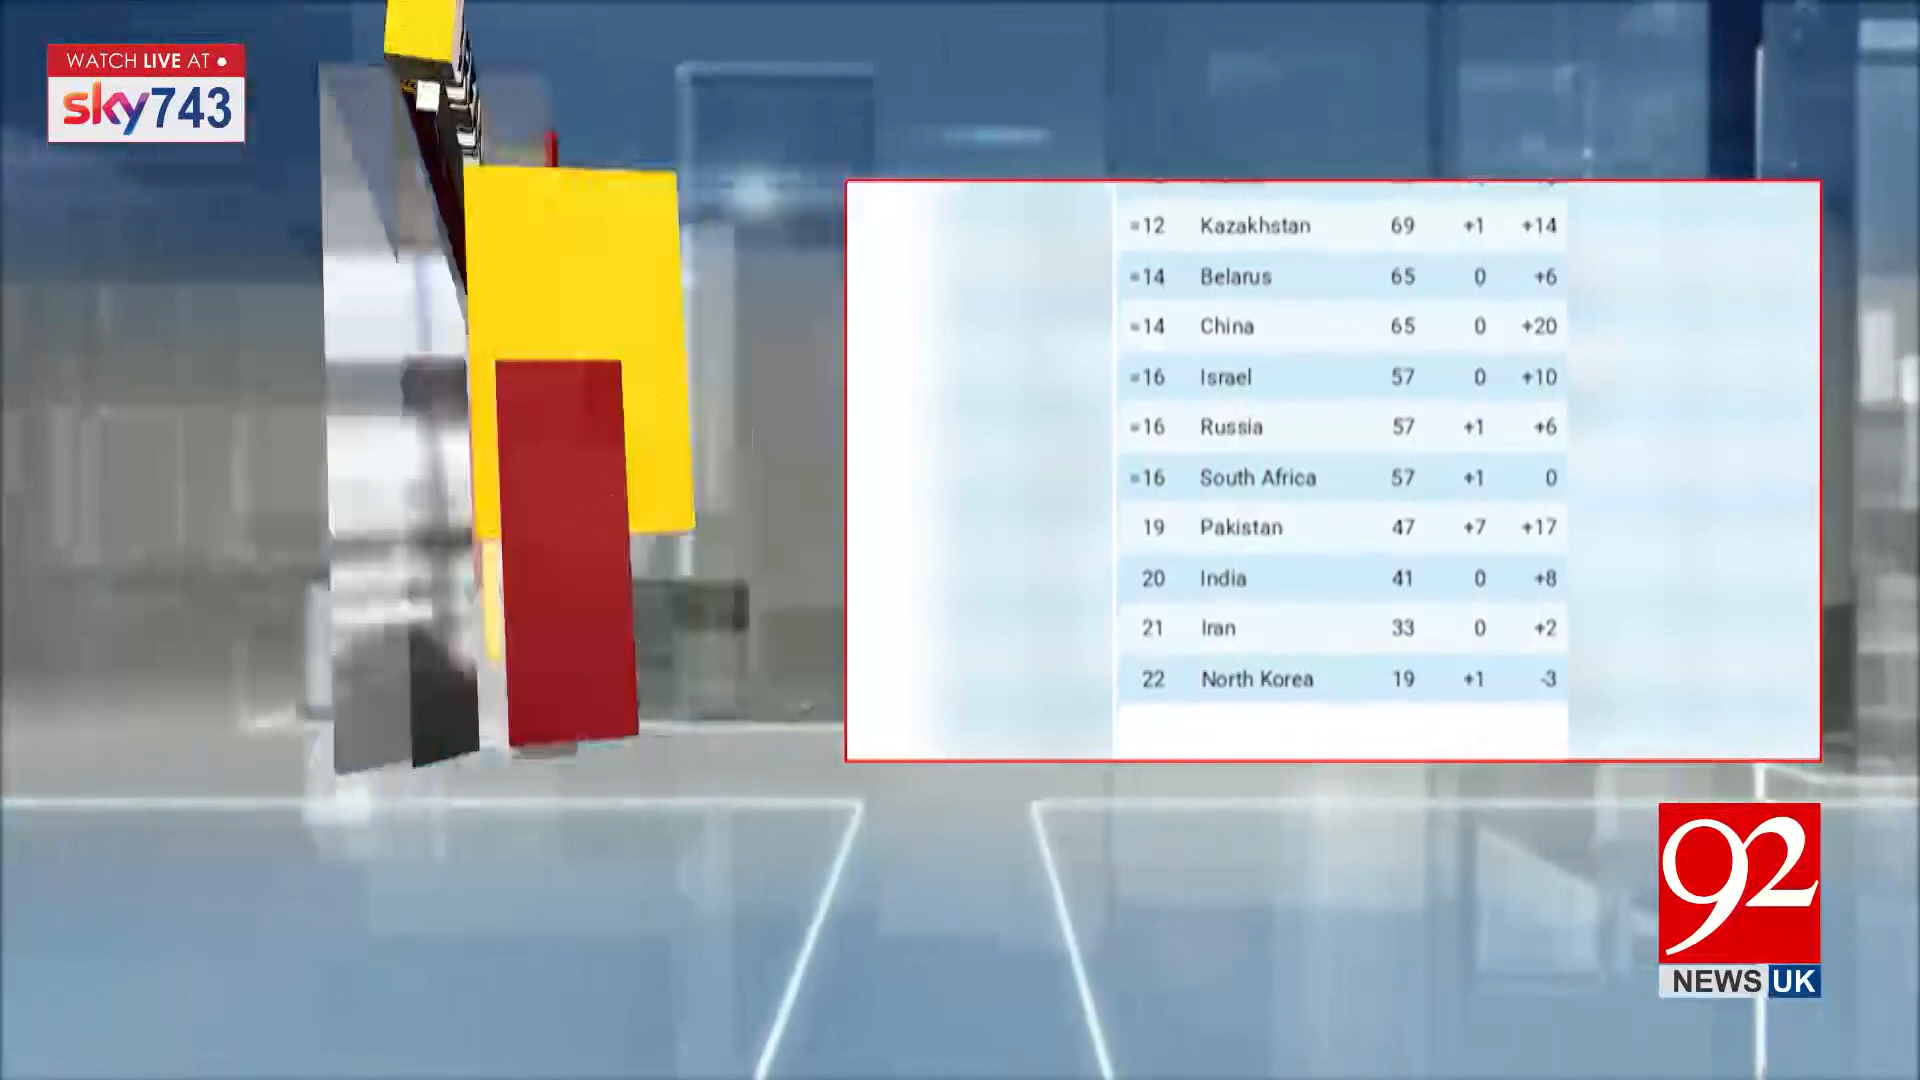 WATCH LIVE AT
sky743
=12 Kazakhstan 69 +1 +14
=14 Belarus 65 0 +6
=14 China 65 0 +20
=16 Israel 57 0 +10
=16 Russia 57 +1 +6
=16 South Africa 57 +1 0
19 Pakistan 47 +7 +17
20 India 41 0 +8
21 Iran 33 0 +2
22 North Korea 19 +1 -3
92
NEWS UK